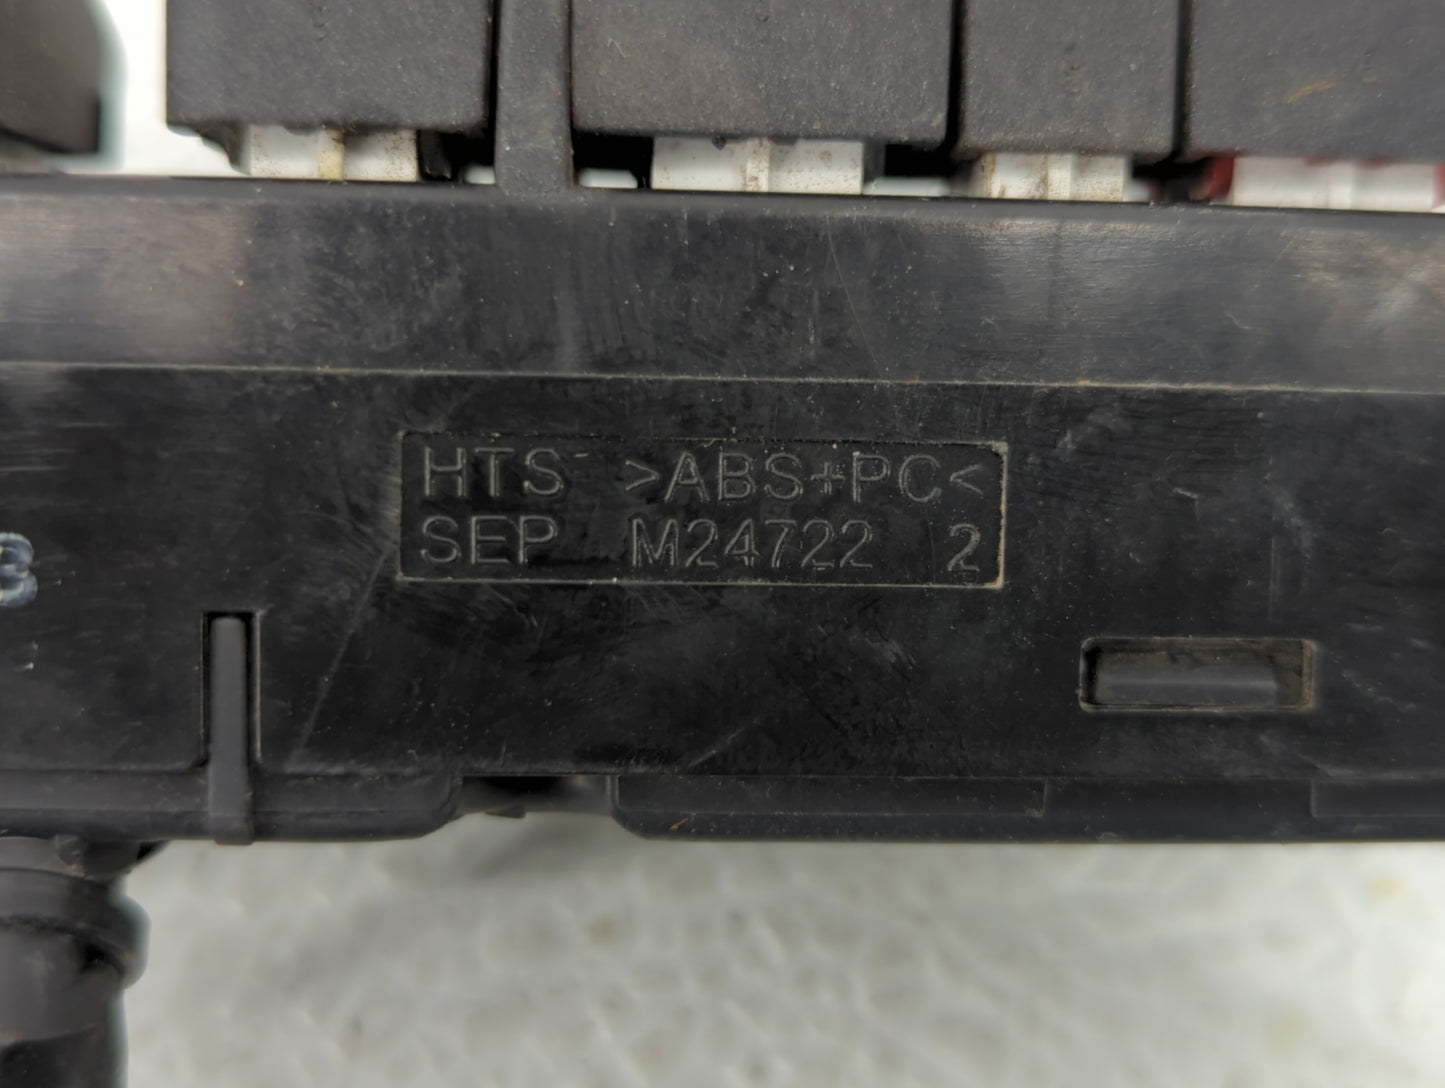 HTS >ABS+PC<
SEP M24722 2